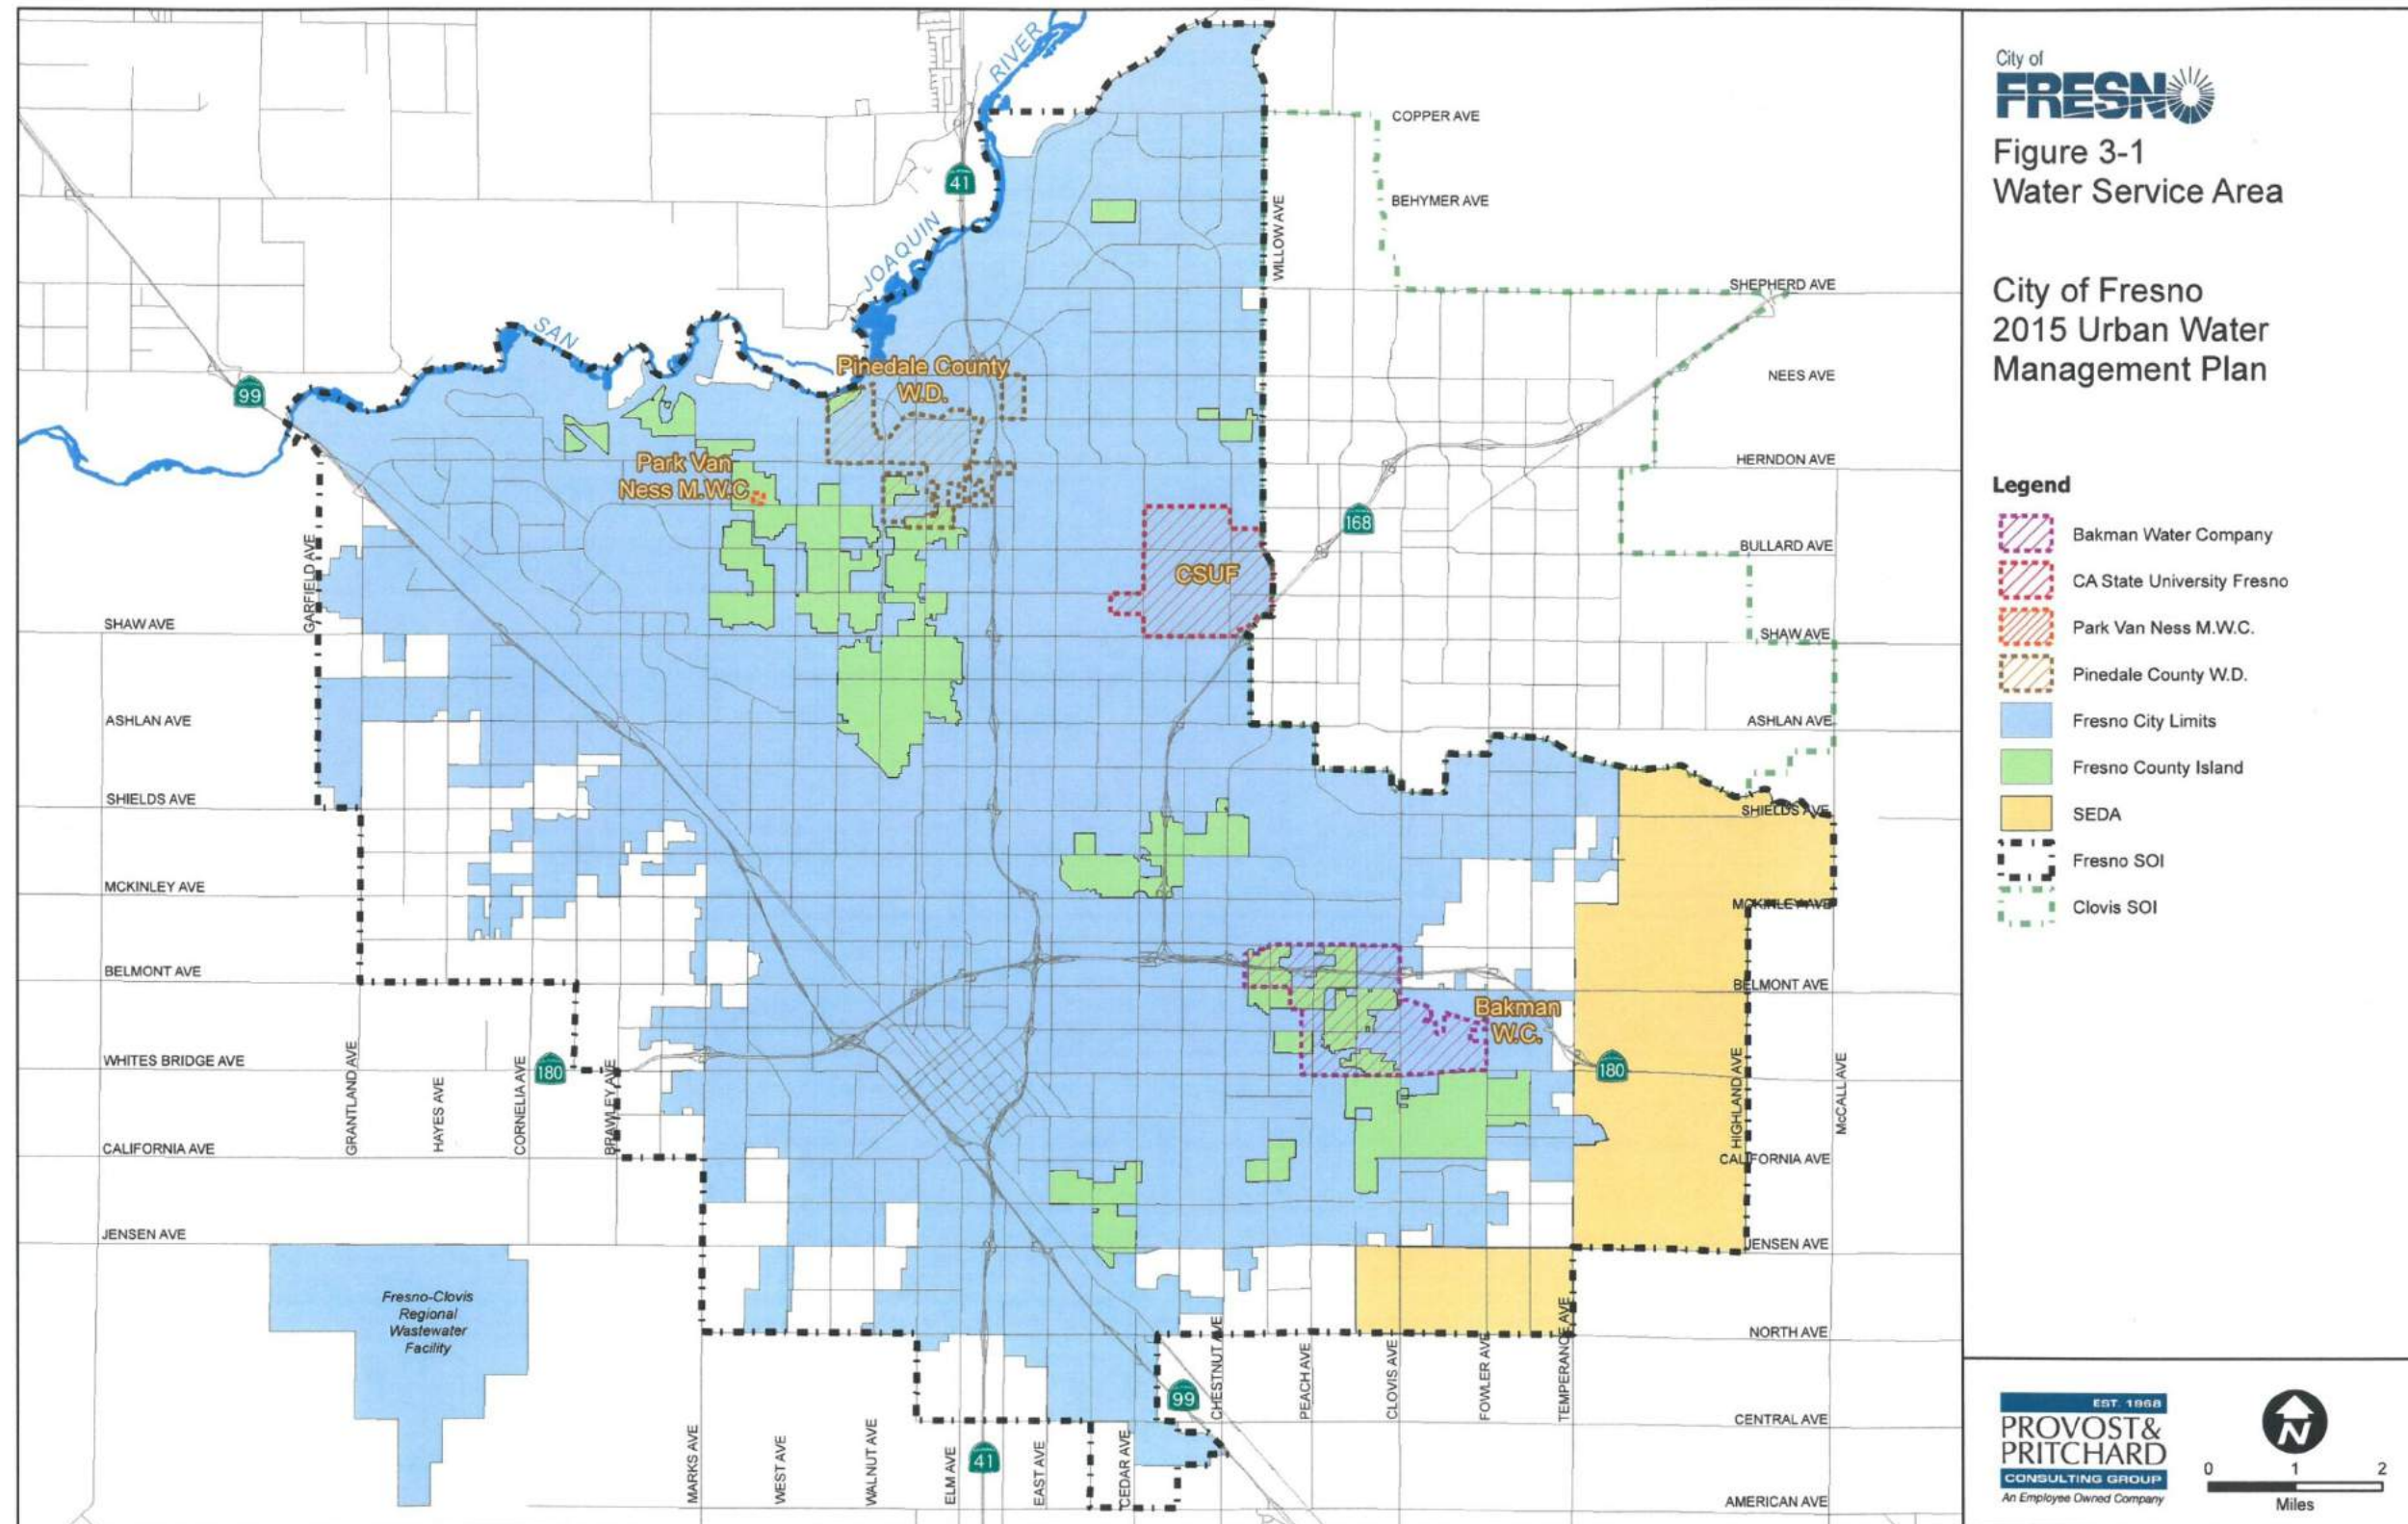 City of
FRESNO
Figure 3-1
Water Service Area
City of Fresno
2015 Urban Water
Management Plan
Legend
Bakman Water Company
CA State University Fresno
Park Van Ness M.W.C.
Pinedale County W.D.
Fresno City Limits
Fresno County Island
SEDA
Fresno SOI
Clovis SOI
EST. 1968
PROVOST&
PRITCHARD
CONSULTING GROUP
An Employee Owned Company
N
0 1 2
Miles
RIVER
JOAQUIN
SAN
41
99
168
180
180
99
41
COPPER AVE
BEHYMER AVE
WILLOW AVE
SHEPHERD AVE
NEES AVE
HERNDON AVE
BULLARD AVE
SHAW AVE
ASHLAN AVE
SHIELDS AVE
MCKINLEY AVE
BELMONT AVE
HIGHLAND AVE
McCALL AVE
CALIFORNIA AVE
JENSEN AVE
NORTH AVE
CENTRAL AVE
AMERICAN AVE
Pinedale County
W.D.
Park Van
Ness M.W.C.
CSUF
Bakman
W.C.
GARFIELD AVE
SHAW AVE
ASHLAN AVE
SHIELDS AVE
MCKINLEY AVE
BELMONT AVE
WHITES BRIDGE AVE
CALIFORNIA AVE
JENSEN AVE
GRANTLAND AVE
HAYES AVE
CORNELIA AVE
BRAWLEY AVE
Fresno-Clovis
Regional
Wastewater
Facility
MARKS AVE
WEST AVE
WALNUT AVE
ELM AVE
EAST AVE
CEDAR AVE
CHESTNUT AVE
PEACH AVE
CLOVIS AVE
FOWLER AVE
TEMPERANCE AVE